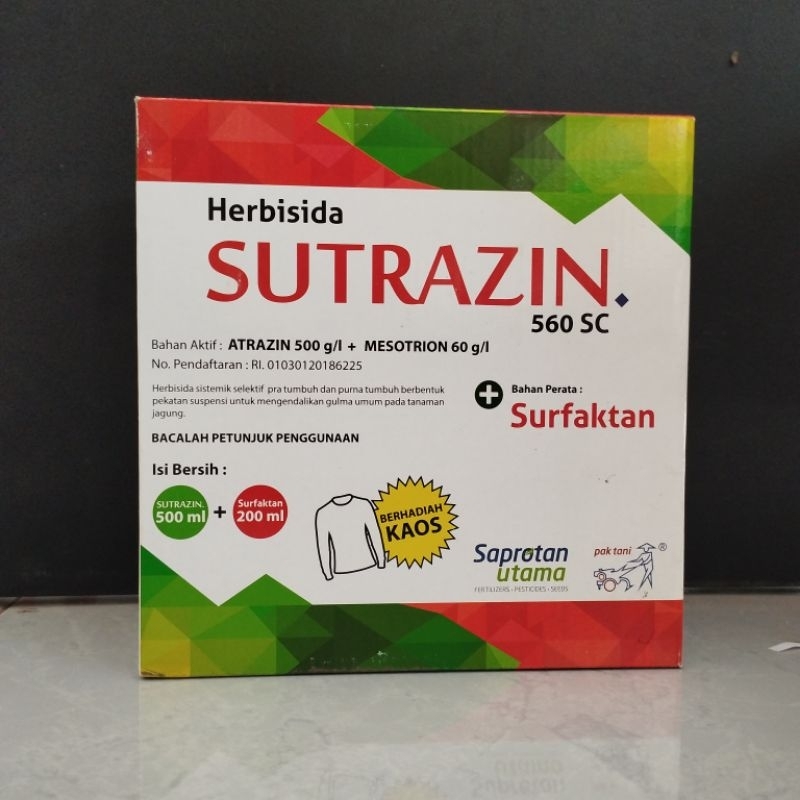 Herbisida
SUTRAZIN.
560 SC
Bahan Aktif : ATRAZIN 500 g/l + MESOTRION 60 g/l
No. Pendaftaran : RI. 01030120186225
Herbisida sistemik selektif pra tumbuh dan purna tumbuh berbentuk
pekatan suspensi untuk mengendalikan gulma umum pada tanaman
jagung.
+ Bahan Perata :
Surfaktan
BACALAH PETUNJUK PENGGUNAAN
Isi Bersih :
SUTRAZIN.
500 ml
+
Surfaktan
200 ml
BERHADIAH
KAOS
Saprotan
utama
FERTILIZERS • PESTICIDES • SEEDS
pak tani ®